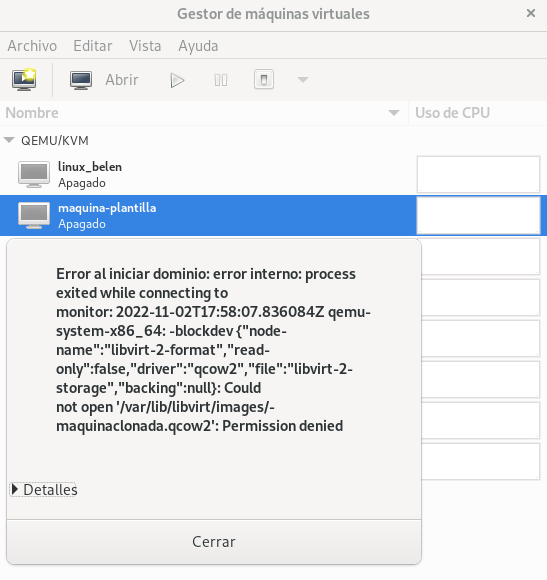 Gestor de máquinas virtuales
Archivo Editar Vista Ayuda
Abrir
Nombre Uso de CPU
QEMU/KVM
linux_belen
Apagado
maquina-plantilla
Apagado
Error al iniciar dominio: error interno: process
exited while connecting to
monitor: 2022-11-02T17:58:07.836084Z qemu-
system-x86_64: -blockdev {"node-
name":"libvirt-2-format","read-
only":false,"driver":"qcow2","file":"libvirt-2-
storage","backing":null}: Could
not open '/var/lib/libvirt/images/-
maquinaclonada.qcow2': Permission denied
Detalles
Cerrar